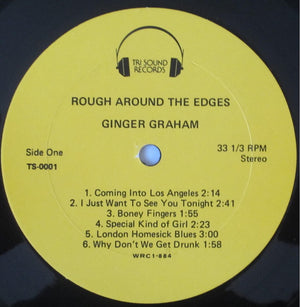 TRI SOUND
RECORDS
ROUGH AROUND THE EDGES
GINGER GRAHAM
Side One
TS-0001
33 1/3 RPM
Stereo
1. Coming Into Los Angeles 2:14
2. I Just Want To See You Tonight 2:41
3. Boney Fingers 1:55
4. Special Kind of Girl 2:23
5. London Homesick Blues 3:00
6. Why Don't We Get Drunk 1:58
WRC1-884